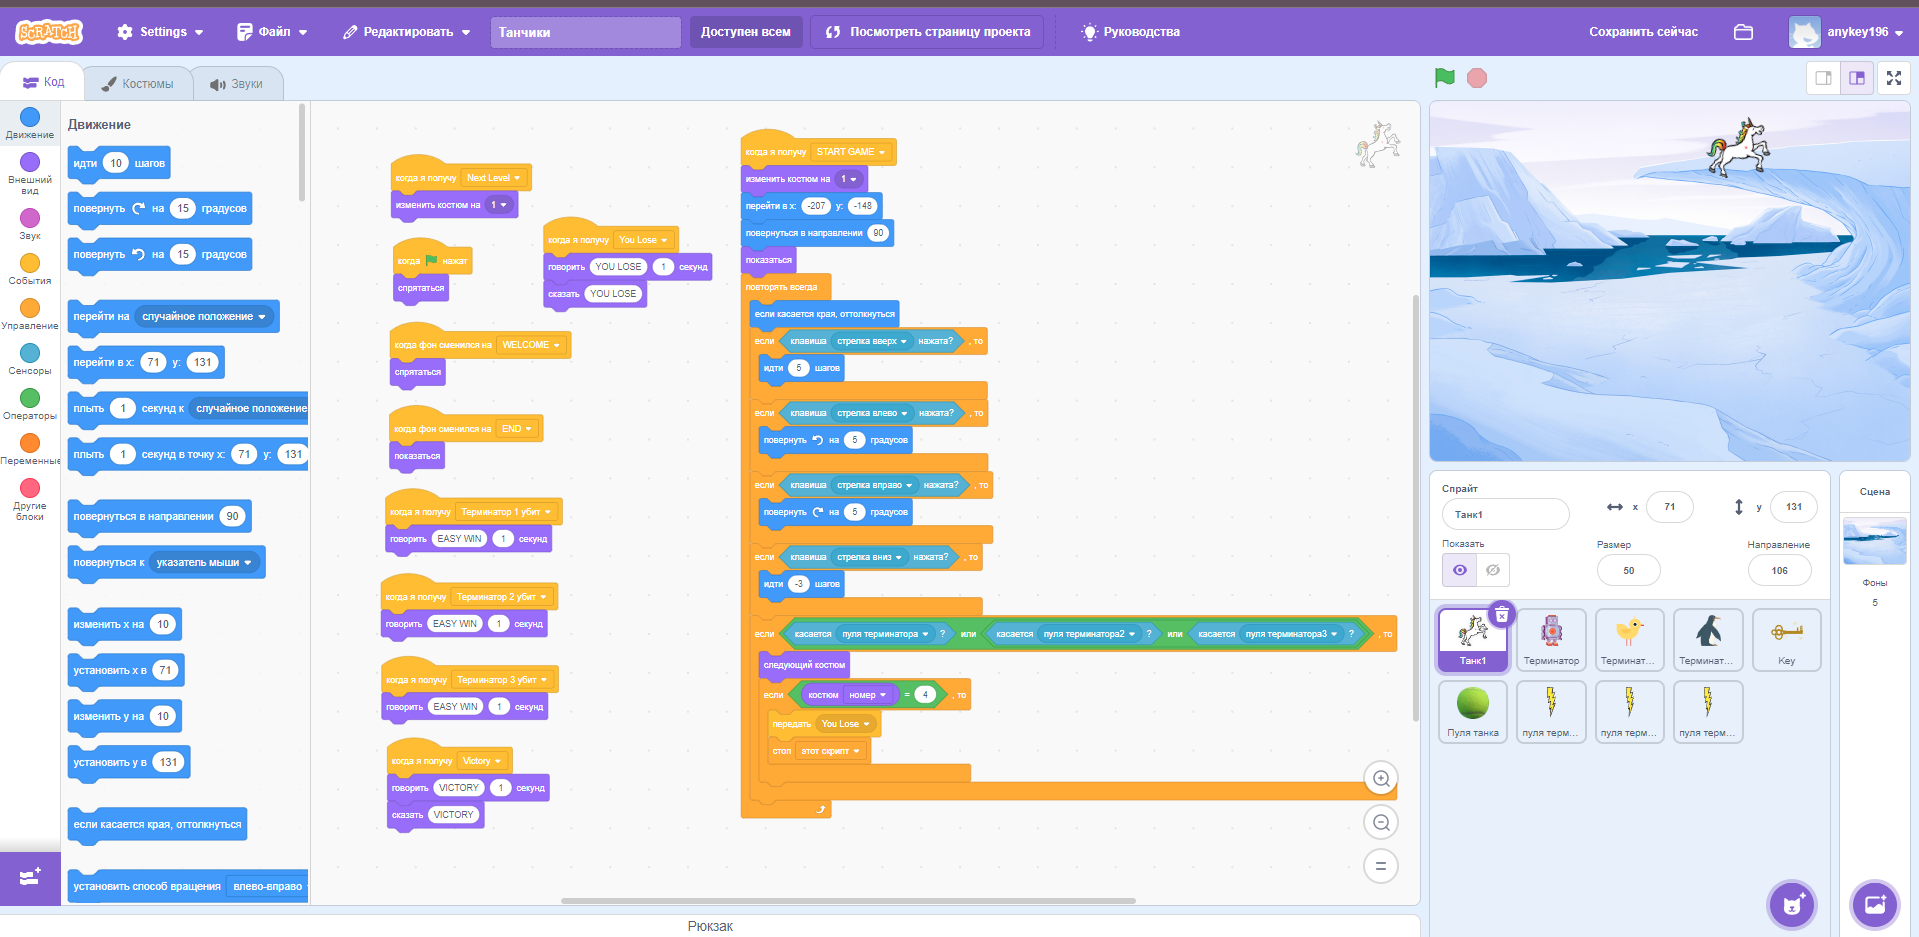 SCRATCH
Settings
Файл
Редактировать
Танчики
Доступен всем
Посмотреть страницу проекта
Руководства
Сохранить сейчас
anykey196
Код
Костюмы
Звуки
Движение
Внешний вид
Звук
События
Управление
Сенсоры
Операторы
Переменные
Другие блоки
Движение
идти 10 шагов
повернуть на 15 градусов
повернуть на 15 градусов
перейти на случайное положение
перейти в x: 71 y: 131
плыть 1 секунд к случайное положение
плыть 1 секунд в точку x: 71 y: 131
повернуться в направлении 90
повернуться к указатель мыши
изменить x на 10
установить x в 71
изменить y на 10
установить y в 131
если касается края, оттолкнуться
установить способ вращения влево-вправо
когда я получу Next Level
изменить костюм на 1
когда нажат
спрятаться
когда я получу You Lose
говорить YOU LOSE 1 секунд
сказать YOU LOSE
когда фон сменился на WELCOME
спрятаться
когда фон сменился на END
показаться
когда я получу Терминатор 1 убит
говорить EASY WIN 1 секунд
когда я получу Терминатор 2 убит
говорить EASY WIN 1 секунд
когда я получу Терминатор 3 убит
говорить EASY WIN 1 секунд
когда я получу Victory
говорить VICTORY 1 секунд
сказать VICTORY
когда я получу START GAME
изменить костюм на 1
перейти в x: -207 y: -148
повернуться в направлении 90
показаться
повторять всегда
если касается края, оттолкнуться
если клавиша стрелка вверх нажата? , то
идти 5 шагов
если клавиша стрелка влево нажата? , то
повернуть на 5 градусов
если клавиша стрелка вправо нажата? , то
повернуть на 5 градусов
если клавиша стрелка вниз нажата? , то
идти -3 шагов
если касается пуля терминатора ? или касается пуля терминатора2 ? или касается пуля терминатора3 ? , то
следующий костюм
если костюм номер = 4 , то
передать You Lose
стоп этот скрипт
Рюкзак
Спрайт
Танк1
x 71
y 131
Показать
Размер
50
Направление
106
Танк1
Терминатор
Терминат...
Терминат...
Key
Пуля танка
пуля терм...
пуля терм...
пуля терм...
Сцена
Фоны
5